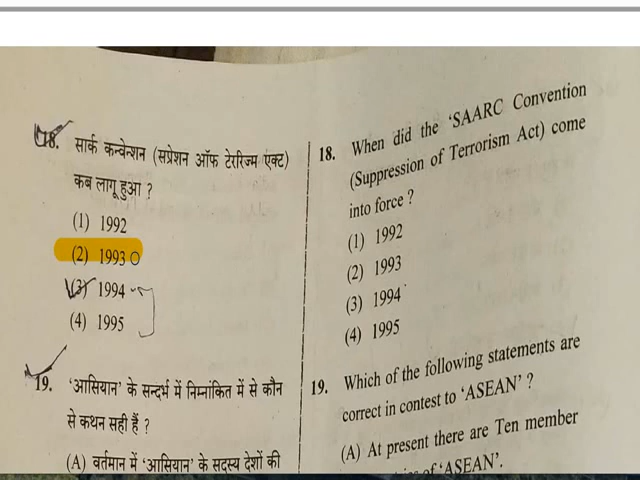 18. सार्क कन्वेन्शन (सप्रेशन ऑफ टेररिज्म एक्ट)
कब लागू हुआ ?
(1) 1992
(2) 1993
(3) 1994
(4) 1995
19. 'आसियान' के सन्दर्भ में निम्नांकित में से कौन
से कथन सही हैं ?
(A) वर्तमान में 'आसियान' के सदस्य देशों की
18. When did the 'SAARC Convention
(Suppression of Terrorism Act) come
into force ?
(1) 1992
(2) 1993
(3) 1994
(4) 1995
19. Which of the following statements are
correct in contest to 'ASEAN' ?
(A) At present there are Ten member
of 'ASEAN'.